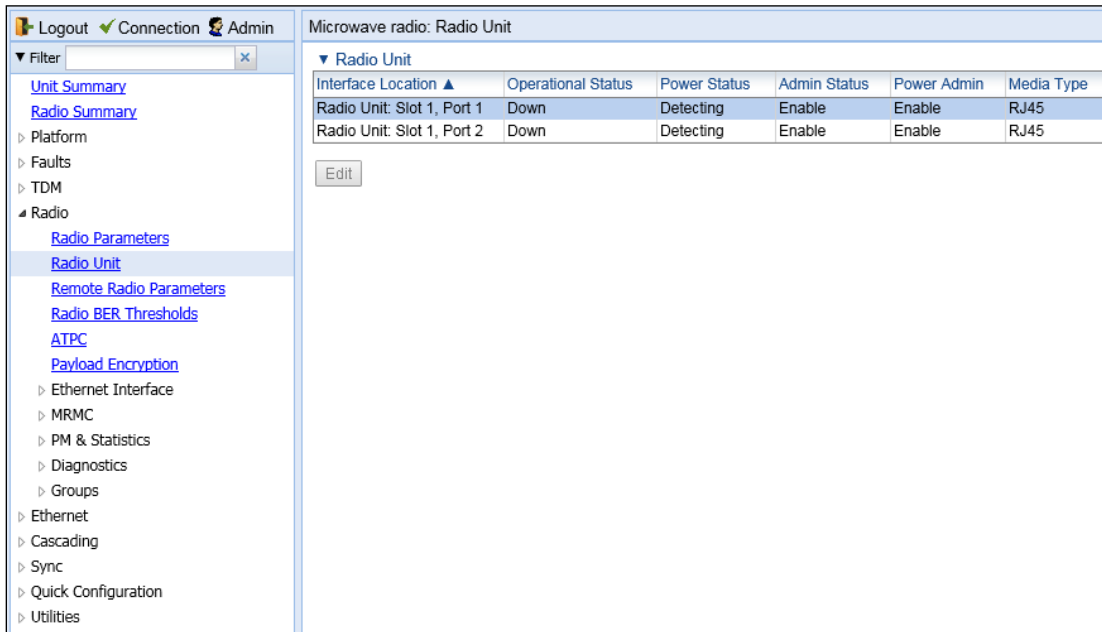 Logout Connection Admin
▼ Filter
Unit Summary
Radio Summary
Platform
Faults
TDM
Radio
Radio Parameters
Radio Unit
Remote Radio Parameters
Radio BER Thresholds
ATPC
Payload Encryption
Ethernet Interface
MRMC
PM & Statistics
Diagnostics
Groups
Ethernet
Cascading
Sync
Quick Configuration
Utilities
Microwave radio: Radio Unit
▼ Radio Unit
Interface Location ▲ Operational Status Power Status Admin Status Power Admin Media Type
Radio Unit: Slot 1, Port 1 Down Detecting Enable Enable RJ45
Radio Unit: Slot 1, Port 2 Down Detecting Enable Enable RJ45
Edit